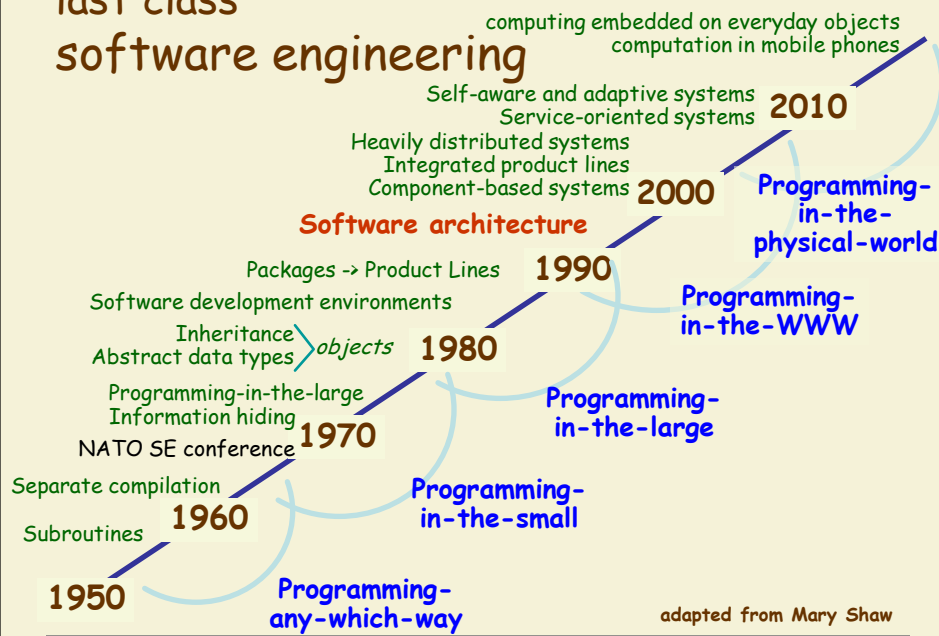 last class
software engineering
computing embedded on everyday objects
computation in mobile phones
Self-aware and adaptive systems
Service-oriented systems
2010
Heavily distributed systems
Integrated product lines
Component-based systems
2000
Programming-
in-the-
physical-world
Software architecture
Packages -> Product Lines
1990
Programming-
in-the-WWW
Software development environments
Inheritance
Abstract data types
objects
1980
Programming-in-the-large
Information hiding
Programming-
in-the-large
NATO SE conference
1970
Separate compilation
Programming-
in-the-small
1960
Subroutines
1950
Programming-
any-which-way
adapted from Mary Shaw